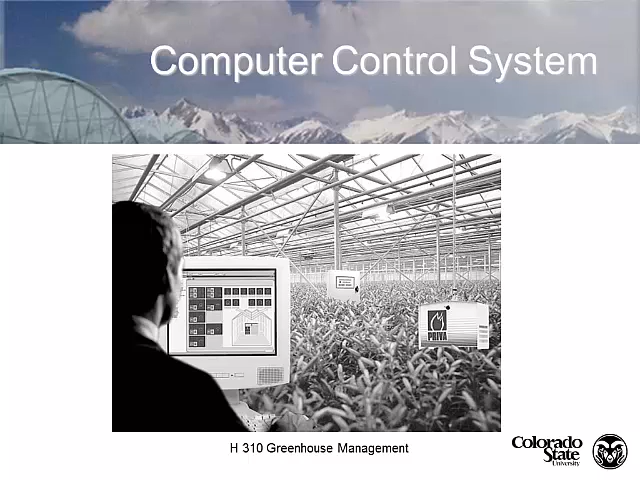 Computer Control System
PRIVA
H 310 Greenhouse Management
Colorado
State
University